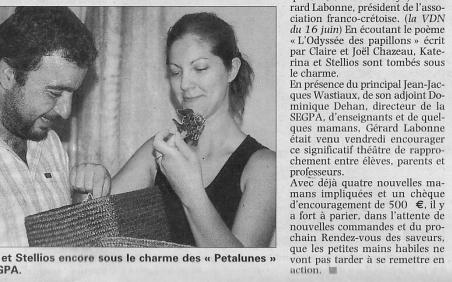 rard Labonne, président de l'asso-
ciation franco-crétoise. (la VDN
du 16 juin) En écoutant le poème
« L'Odyssée des papillons » écrit
par Claire et Joël Chazeau, Kate-
rina et Stellios sont tombés sous
le charme.
En présence du principal Jean-Jac-
ques Wastiaux, de son adjoint Do-
minique Dehan, directeur de la
SEGPA, d'enseignants et de quel-
ques mamans, Gérard Labonne
était venu vendredi encourager
ce significatif théâtre de rappro-
chement entre élèves, parents et
professeurs.
Avec déjà quatre nouvelles ma-
mans impliquées et un chèque
d'encouragement de 500 €, il y
a fort à parier, dans l'attente de
nouvelles commandes et du pro-
chain Rendez-vous des saveurs,
que les petites mains habiles ne
vont pas tarder à se remettre en
action.
et Stellios encore sous le charme des « Petalunes »
GPA.